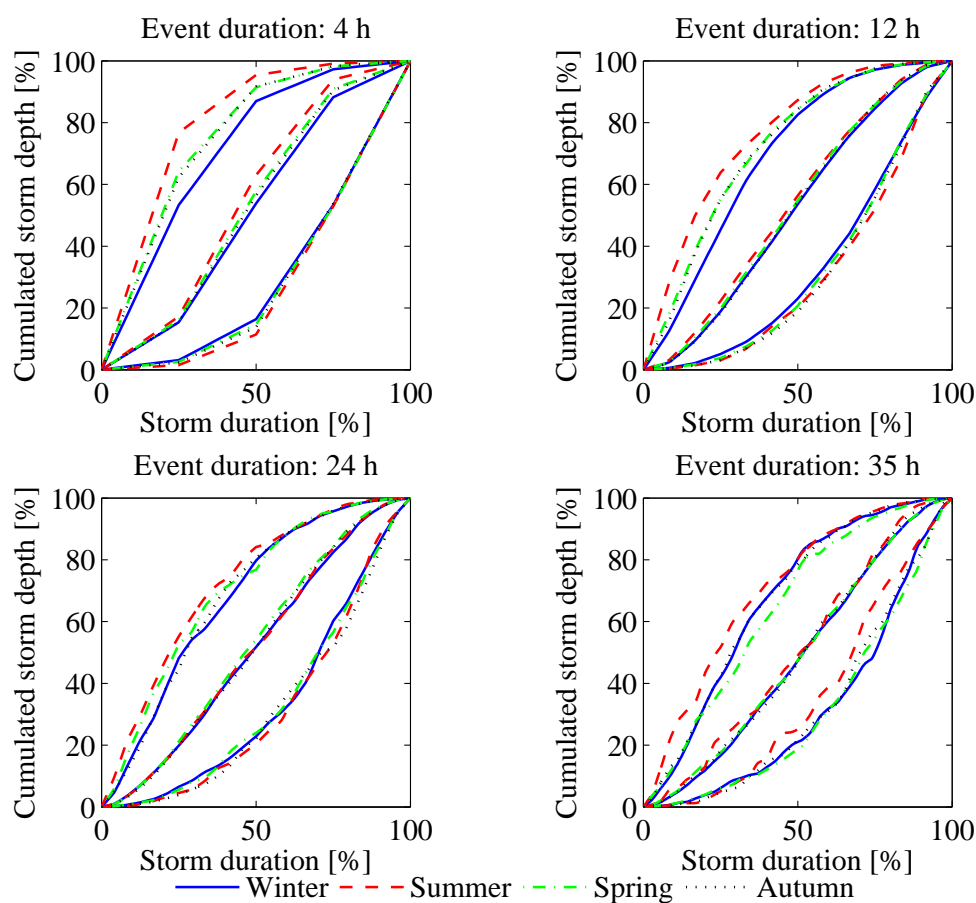 Event duration: 4 h
Cumulated storm depth [%]
100
80
60
40
20
0
0 50 100
Storm duration [%]
Event duration: 12 h
Cumulated storm depth [%]
100
80
60
40
20
0
0 50 100
Storm duration [%]
Event duration: 24 h
Cumulated storm depth [%]
100
80
60
40
20
0
0 50 100
Storm duration [%]
Event duration: 35 h
Cumulated storm depth [%]
100
80
60
40
20
0
0 50 100
Storm duration [%]
Winter Summer Spring Autumn